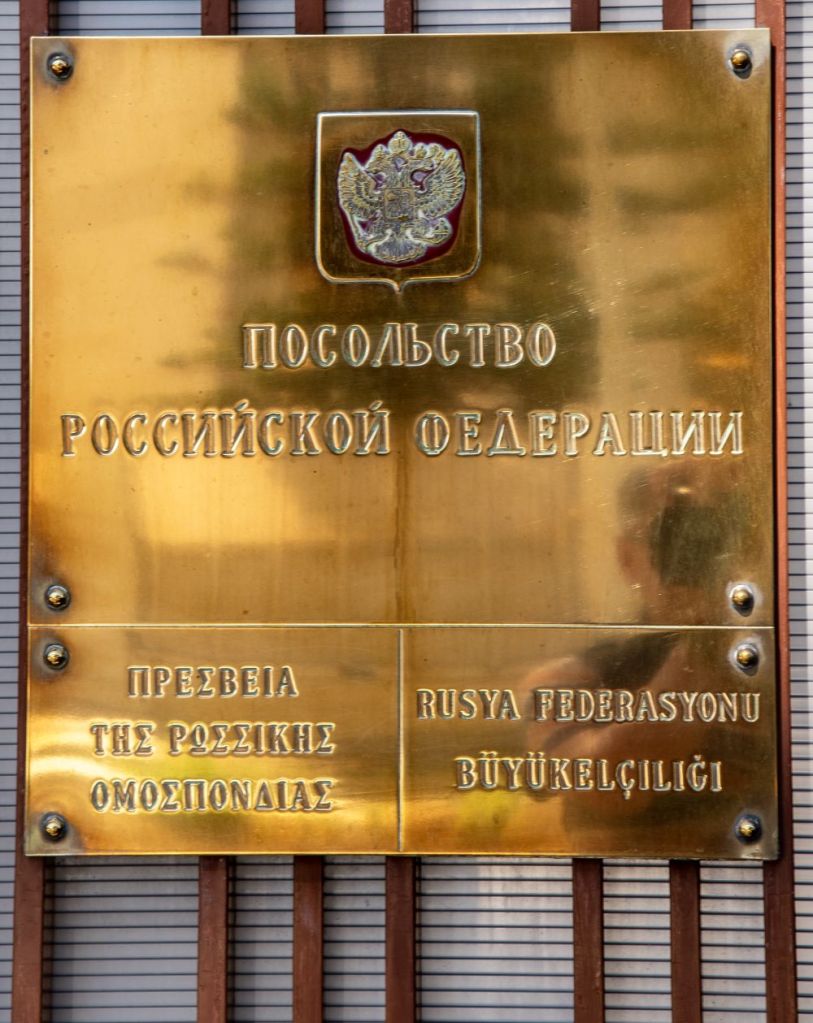 ПОСОЛЬСТВО
РОССИЙСКОЙ ФЕДЕРАЦИИ
ΠΡΕΣΒΕΙΑ
ΤΗΣ ΡΩΣΣΙΚΗΣ
ΟΜΟΣΠΟΝΔΙΑΣ
RUSYA FEDERASYONU
BÜYÜKELÇİLİĞİ